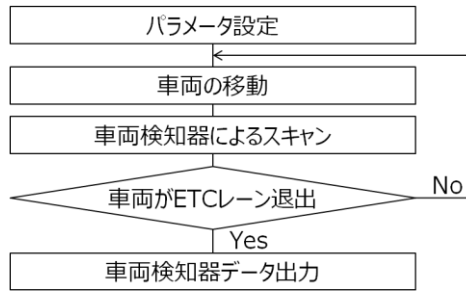 パラメータ設定
車両の移動
車両検知器によるスキャン
車両がETCレーン退出
No
Yes
車両検知器データ出力